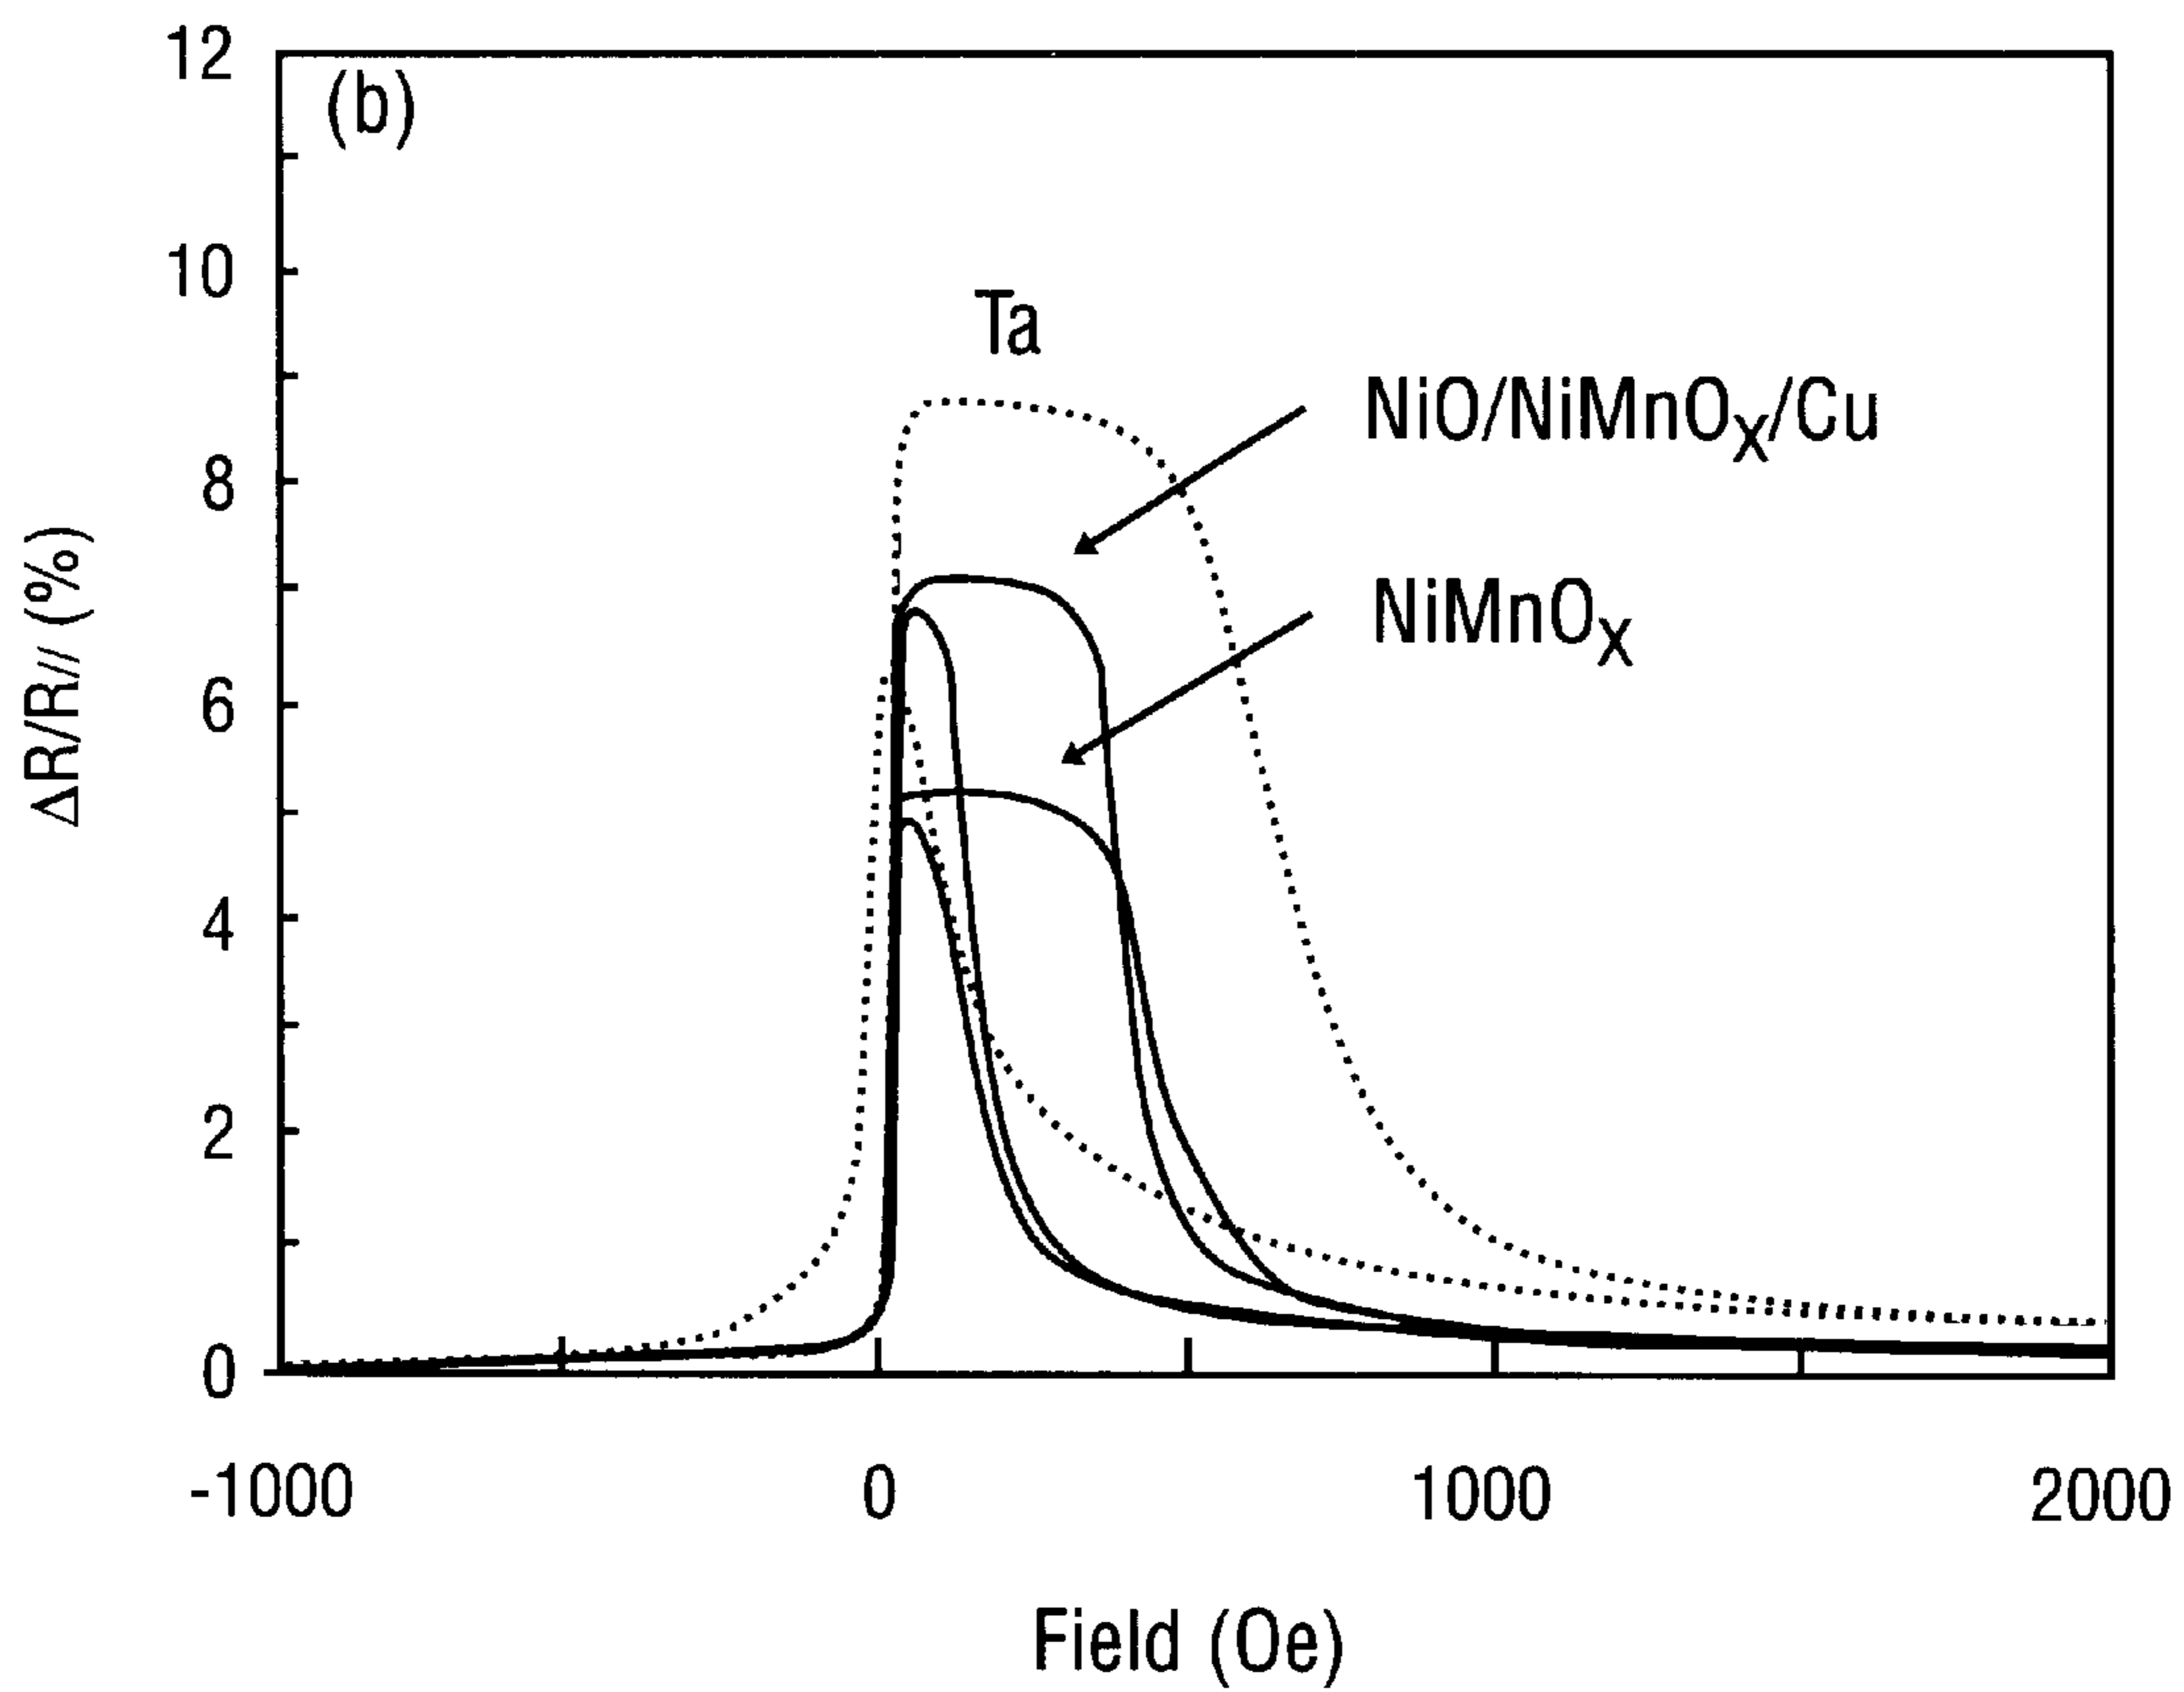 12
(b)
10
Ta
NiO/NiMnOX/Cu
8
NiMnOX
ΔR/R// (%)
6
4
2
0
-1000 0 1000 2000
Field (Oe)